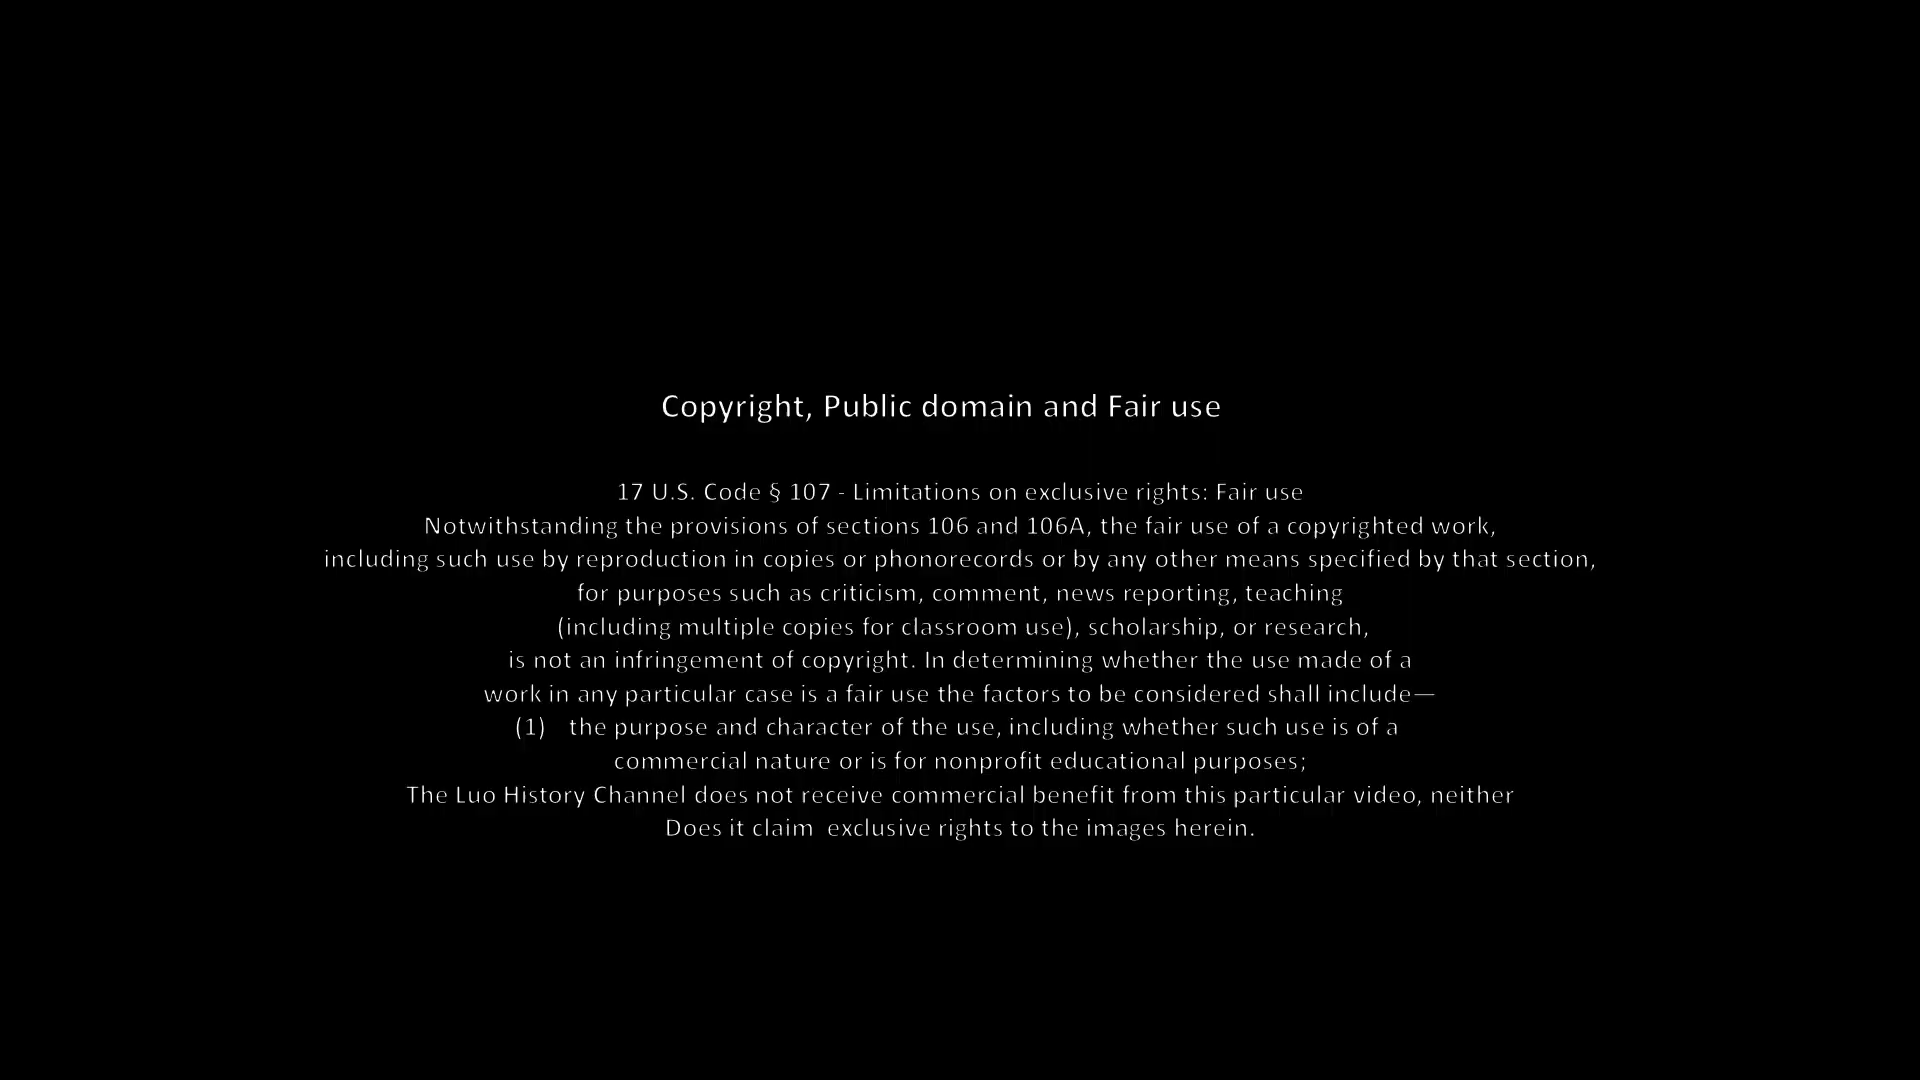 Copyright, Public domain and Fair use
17 U.S. Code § 107 - Limitations on exclusive rights: Fair use
Notwithstanding the provisions of sections 106 and 106A, the fair use of a copyrighted work,
including such use by reproduction in copies or phonorecords or by any other means specified by that section,
for purposes such as criticism, comment, news reporting, teaching
(including multiple copies for classroom use), scholarship, or research,
is not an infringement of copyright. In determining whether the use made of a
work in any particular case is a fair use the factors to be considered shall include—
(1) the purpose and character of the use, including whether such use is of a
commercial nature or is for nonprofit educational purposes;
The Luo History Channel does not receive commercial benefit from this particular video, neither
Does it claim exclusive rights to the images herein.